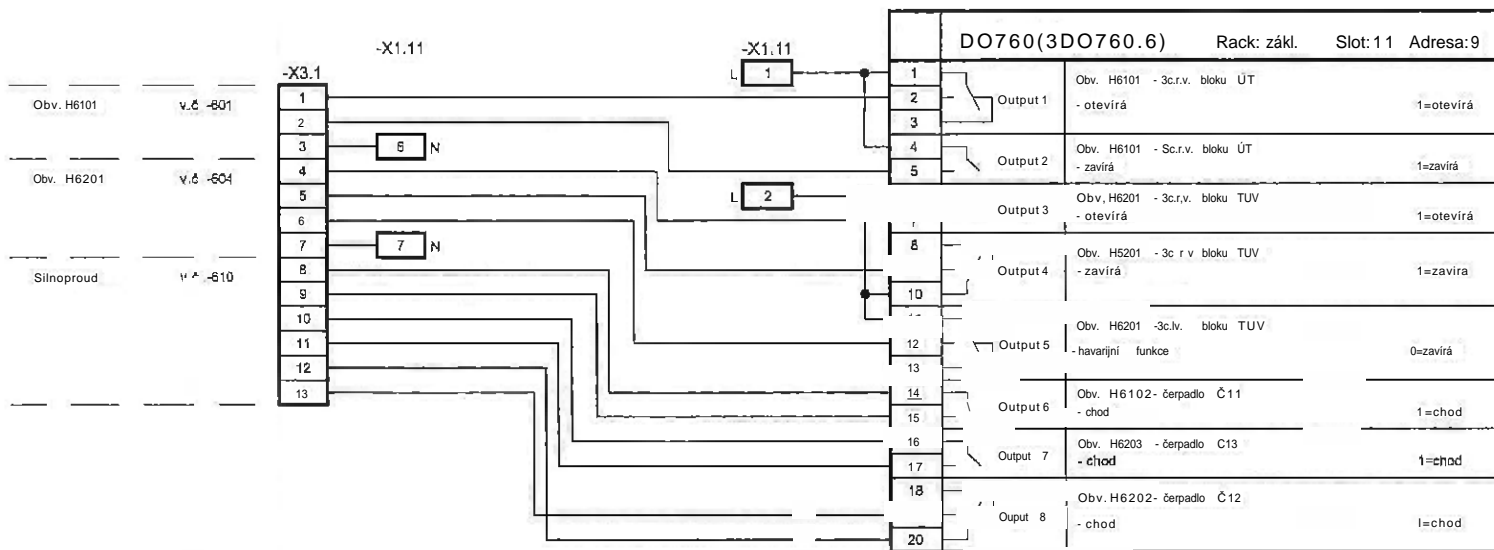 DO760(3DO760.6) Rack: zákl. Slot:11 Adresa:9
-X1.11
-X1.11
-X3.1
L 1
1
2
3
Output 1
Obv. H6101 - 3c.r.v. bloku ÚT
- otevírá
1=otevírá
Obv. H6101
1
2
3
6 N
4
5
Output 2
Obv. H6101 - Sc.r.v. bloku ÚT
- zavírá
1=zavírá
Obv. H6201
4
5
6
L 2
Output 3
Obv, H6201 - 3c.r,v. bloku TUV
- otevírá
1=otevírá
7
7 N
8
10
Output 4
Obv. H5201 - 3c r v bloku TUV
- zavírá
1=zavira
Silnoproud
-610
8
9
10
11
12
13
12
13
Output 5
Obv. H6201 -3c.lv. bloku TUV
- havarijní funkce
0=zavírá
14
15
Output 6
Obv. H6102- čerpadlo Č11
- chod
1=chod
16
17
Output 7
Obv. H6203 - čerpadlo C13
- chod
1=chod
18
20
Ouput 8
Obv. H6202- čerpadlo Č12
- chod
I=chod